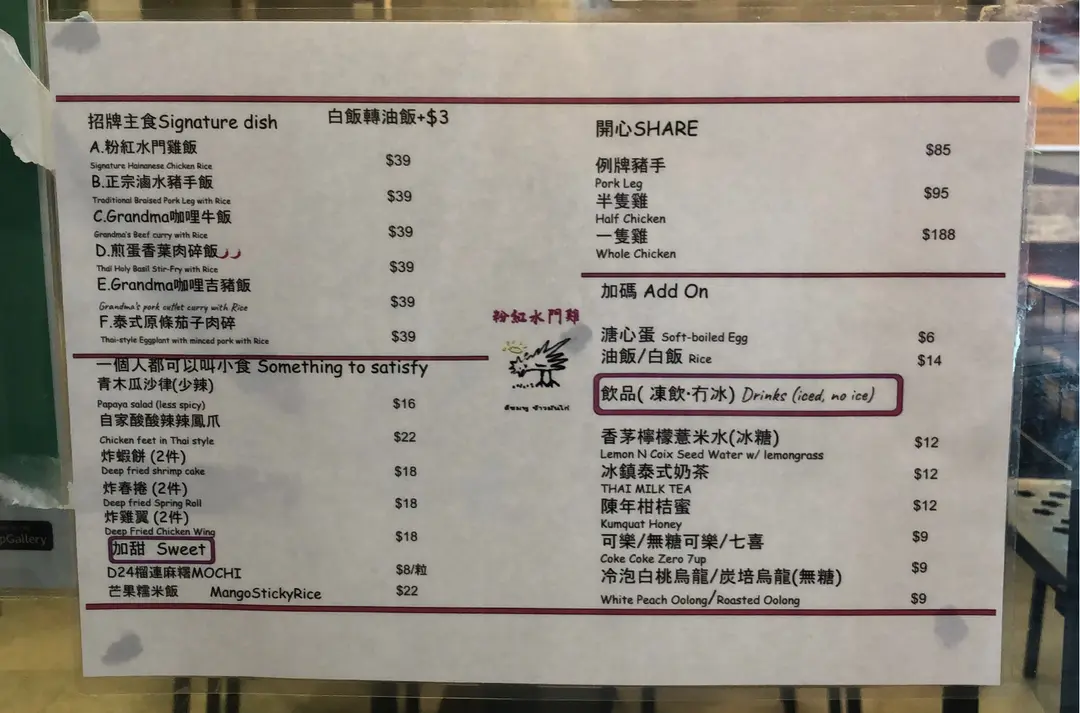 招牌主食Signature dish 白飯轉油飯+$3
A.粉紅水門雞飯
Signature Hainanese Chicken Rice $39
B.正宗滷水豬手飯
Traditional Braised Pork Leg with Rice $39
C.Grandma咖哩牛飯
Grandma's Beef curry with Rice $39
D.煎蛋香葉肉碎飯
Thai Holy Basil Stir-Fry with Rice $39
E.Grandma咖哩吉豬飯
Grandma's pork cutlet curry with Rice $39
F.泰式原條茄子肉碎
Thai-style Eggplant with minced pork with Rice $39
一個人都可以叫小食 Something to satisfy
青木瓜沙律(少辣)
Papaya salad (less spicy) $16
自家酸酸辣辣鳳爪
Chicken feet in Thai style $22
炸蝦餅 (2件)
Deep fried shrimp cake $18
炸春捲 (2件)
Deep fried Spring Roll $18
炸雞翼 (2件)
Deep Fried Chicken Wing $18
加甜 Sweet
D24榴連麻糬MOCHI $8/粒
芒果糯米飯 MangoStickyRice $22
粉紅水門雞
開心SHARE
例牌豬手 $85
Pork Leg
半隻雞 $95
Half Chicken
一隻雞 $188
Whole Chicken
加碼 Add On
溏心蛋 Soft-boiled Egg $6
油飯/白飯 Rice $14
飲品( 凍飲·冇冰) Drinks (iced, no ice)
香茅檸檬薏米水(冰糖) $12
Lemon N Coix Seed Water w/ lemongrass
冰鎮泰式奶茶 $12
THAI MILK TEA
陳年柑桔蜜 $12
Kumquat Honey
可樂/無糖可樂/七喜 $9
Coke Coke Zero 7up
冷泡白桃烏龍/炭培烏龍(無糖) $9
White Peach Oolong/Roasted Oolong $9
pGallery